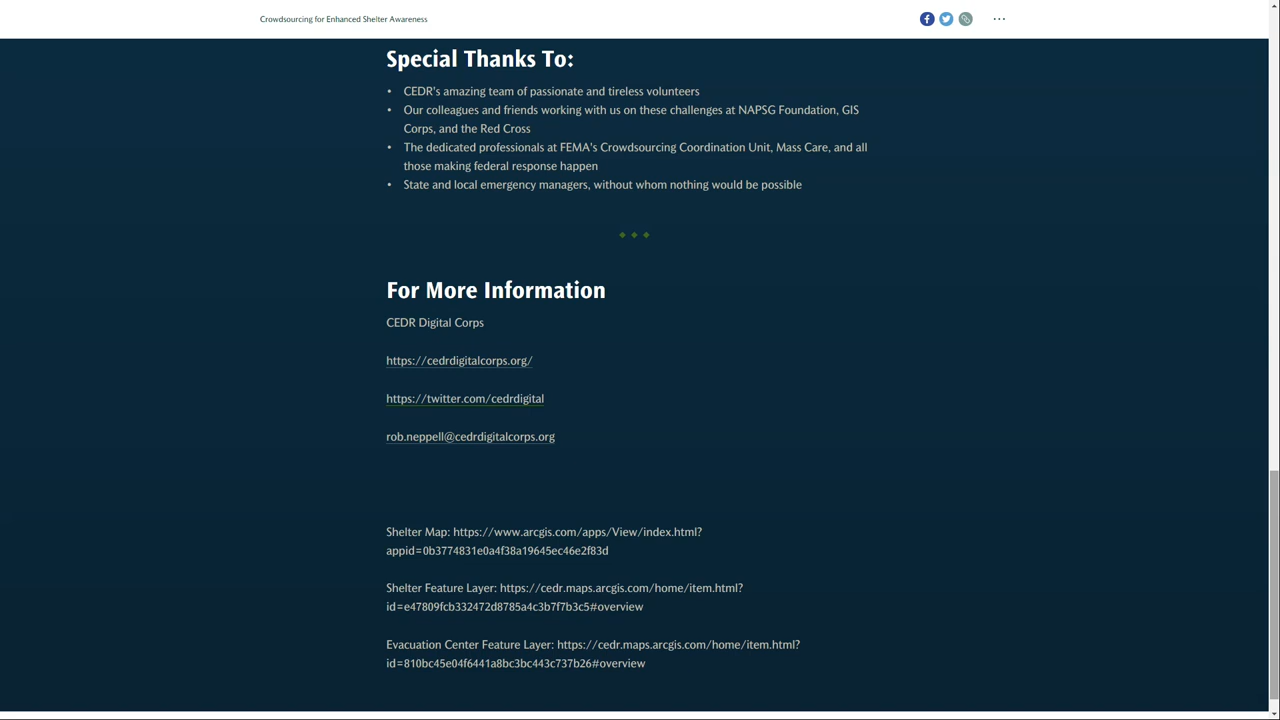 Crowdsourcing for Enhanced Shelter Awareness
Special Thanks To:
• CEDR's amazing team of passionate and tireless volunteers
• Our colleagues and friends working with us on these challenges at NAPSG Foundation, GIS
Corps, and the Red Cross
• The dedicated professionals at FEMA's Crowdsourcing Coordination Unit, Mass Care, and all
those making federal response happen
• State and local emergency managers, without whom nothing would be possible
For More Information
CEDR Digital Corps
https://cedrdigitalcorps.org/
https://twitter.com/cedrdigital
rob.neppell@cedrdigitalcorps.org
Shelter Map: https://www.arcgis.com/apps/View/index.html?
appid=0b3774831e0a4f38a19645ec46e2f83d
Shelter Feature Layer: https://cedr.maps.arcgis.com/home/item.html?
id=e47809fcb332472d8785a4c3b7f7b3c5#overview
Evacuation Center Feature Layer: https://cedr.maps.arcgis.com/home/item.html?
id=810bc45e04f6441a8bc3bc443c737b26#overview